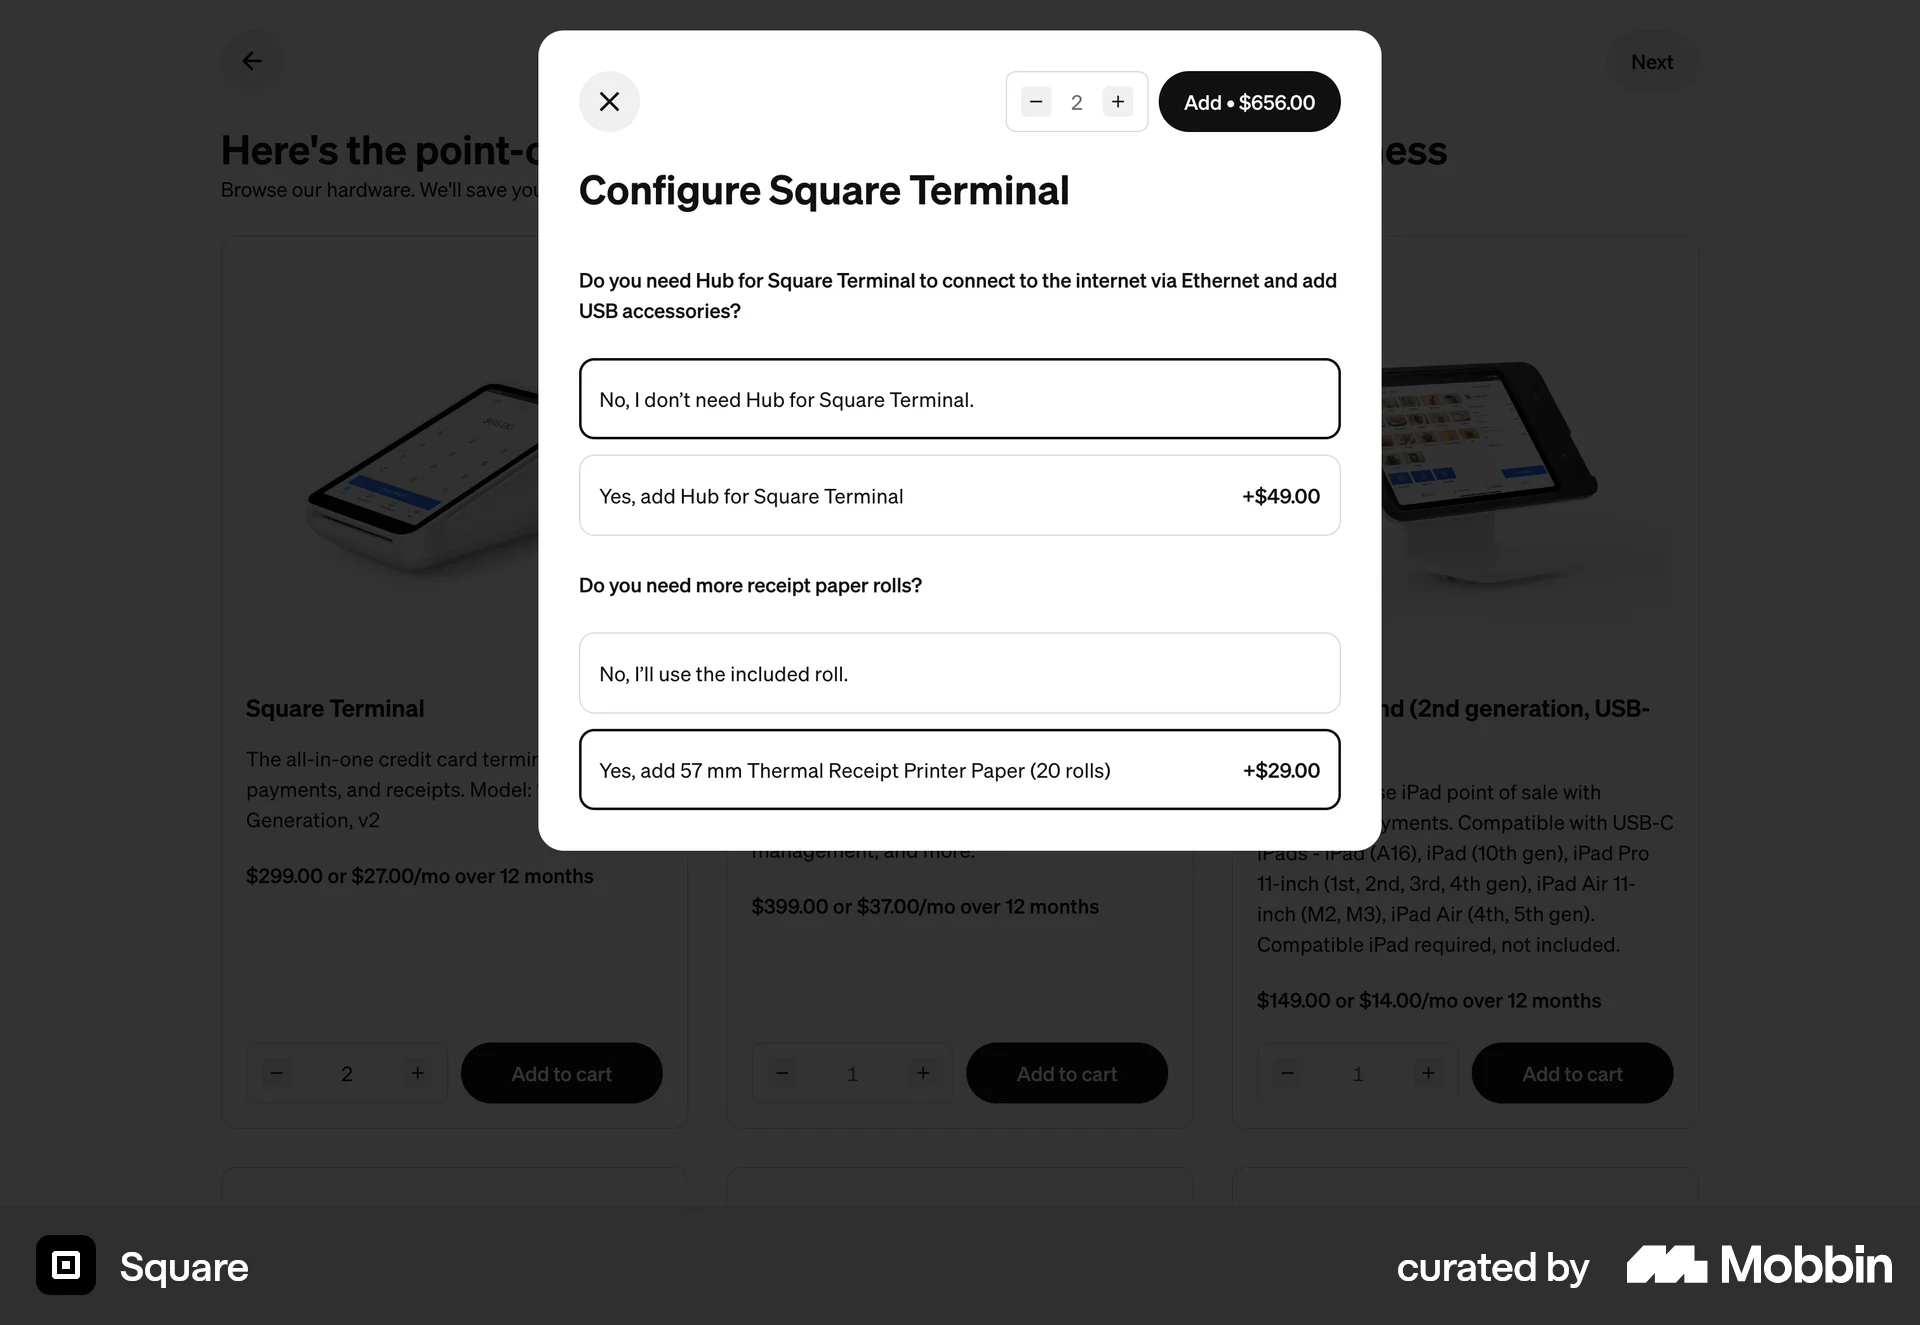 Next
Here's the point-o
ess
Browse our hardware. We'll save you
2
Add • $656.00
Configure Square Terminal
Do you need Hub for Square Terminal to connect to the internet via Ethernet and add
USB accessories?
No, I don’t need Hub for Square Terminal.
Yes, add Hub for Square Terminal +$49.00
Do you need more receipt paper rolls?
No, I’ll use the included roll.
Yes, add 57 mm Thermal Receipt Printer Paper (20 rolls) +$29.00
Square Terminal
The all-in-one credit card termin
payments, and receipts. Model:
Generation, v2
$299.00 or $27.00/mo over 12 months
2
Add to cart
management, and more.
$399.00 or $37.00/mo over 12 months
1
Add to cart
nd (2nd generation, USB-
se iPad point of sale with
yments. Compatible with USB-C
iPads - iPad (A16), iPad (10th gen), iPad Pro
11-inch (1st, 2nd, 3rd, 4th gen), iPad Air 11-
inch (M2, M3), iPad Air (4th, 5th gen).
Compatible iPad required, not included.
$149.00 or $14.00/mo over 12 months
1
Add to cart
Square
curated by
Mobbin